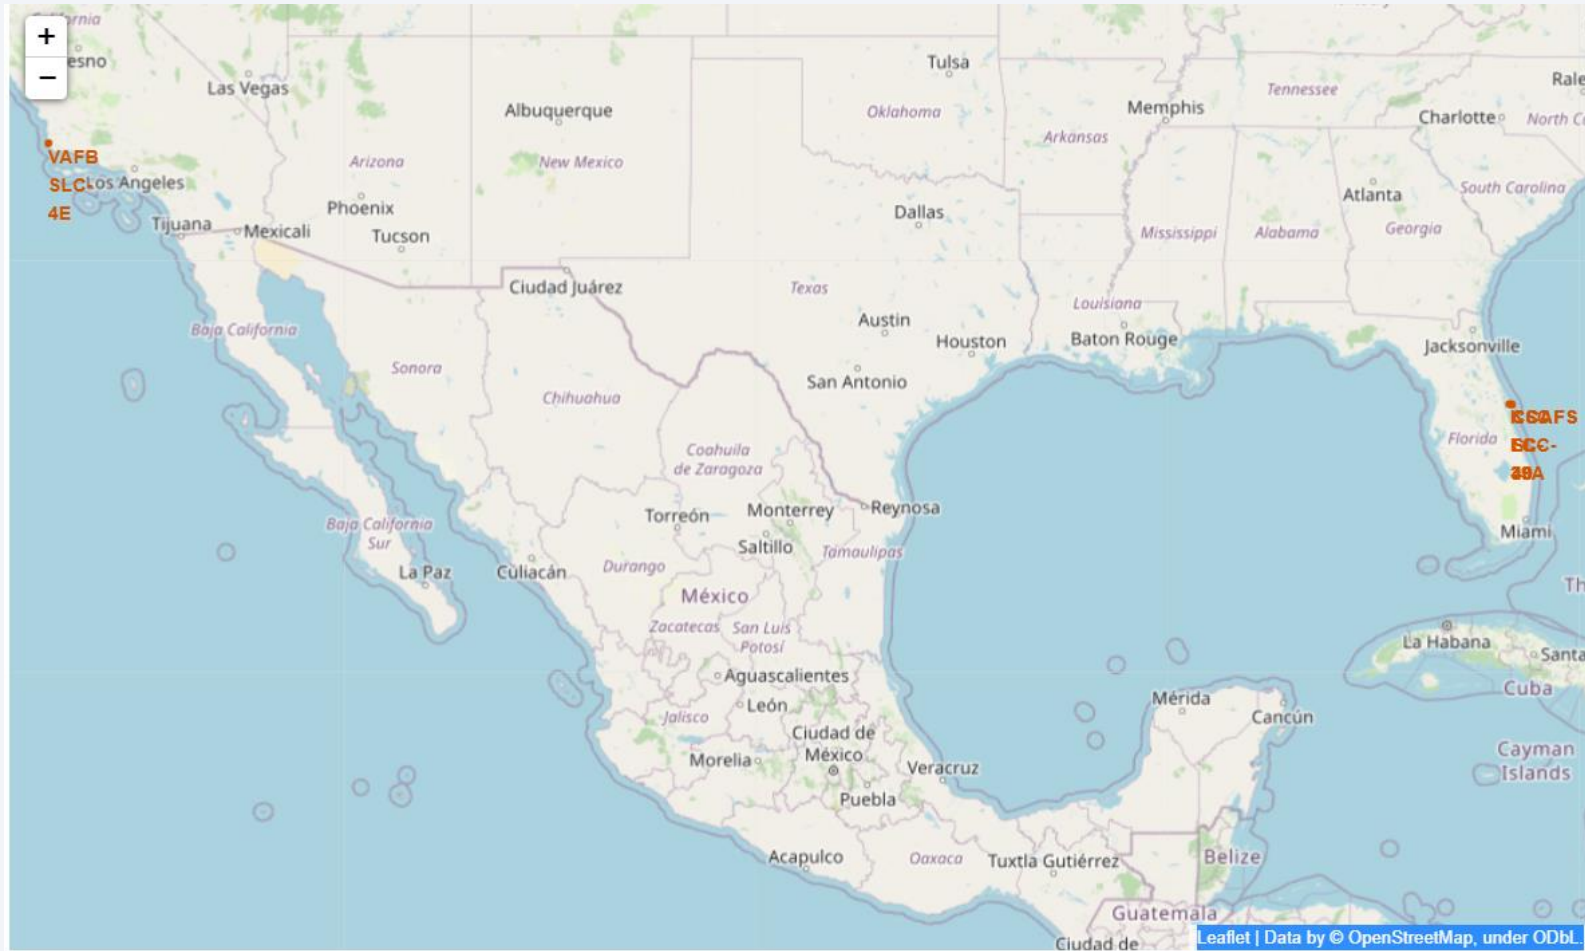 +
−
Las Vegas
Tulsa
Albuquerque
Oklahoma
Memphis
Tennessee
Charlotte
Arkansas
Arizona
New Mexico
VAFB
SLC-
4E
Los Angeles
Phoenix
Tucson
Tijuana
Mexicali
Dallas
Atlanta
South Carolina
Mississippi
Alabama
Georgia
Ciudad Juárez
Texas
Louisiana
Austin
Houston
Baton Rouge
Jacksonville
Baja California
Sonora
Chihuahua
San Antonio
Florida
Coahuila
de Zaragoza
Torreón
Monterrey
Reynosa
Saltillo
Tamaulipas
Miami
Baja California
Sur
La Paz
Culiacán
Durango
México
Zacatecas
San Luis
Potosí
La Habana
Santa
Cuba
Aguascalientes
León
Jalisco
Ciudad de
México
Morelia
Puebla
Veracruz
Mérida
Cancún
Cayman
Islands
Acapulco
Oaxaca
Tuxtla Gutiérrez
Belize
Guatemala
Ciudad de
Leaflet | Data by © OpenStreetMap, under ODbL.